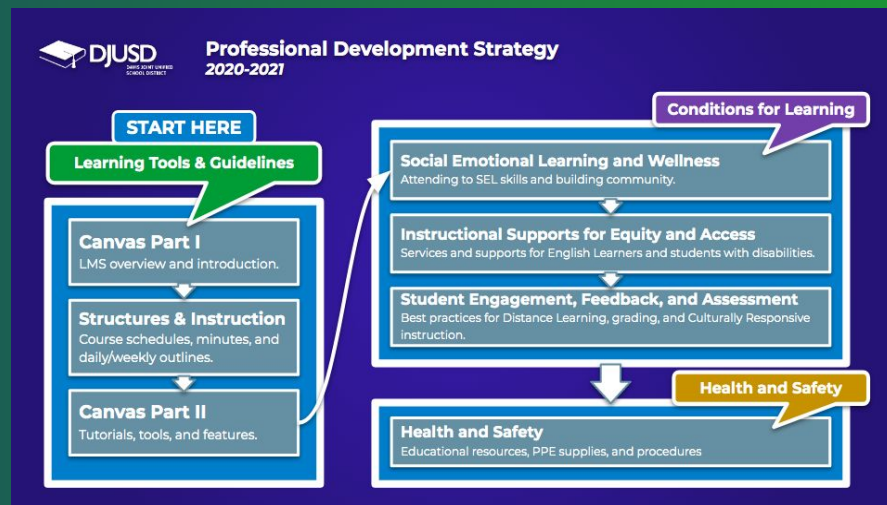 DJUSD
DAVIS JOINT UNIFIED
SCHOOL DISTRICT
Professional Development Strategy
2020-2021
START HERE
Learning Tools & Guidelines
Canvas Part I
LMS overview and introduction.
Structures & Instruction
Course schedules, minutes, and
daily/weekly outlines.
Canvas Part II
Tutorials, tools, and features.
Conditions for Learning
Social Emotional Learning and Wellness
Attending to SEL skills and building community.
Instructional Supports for Equity and Access
Services and supports for English Learners and students with disabilities.
Student Engagement, Feedback, and Assessment
Best practices for Distance Learning, grading, and Culturally Responsive
instruction.
Health and Safety
Health and Safety
Educational resources, PPE supplies, and procedures